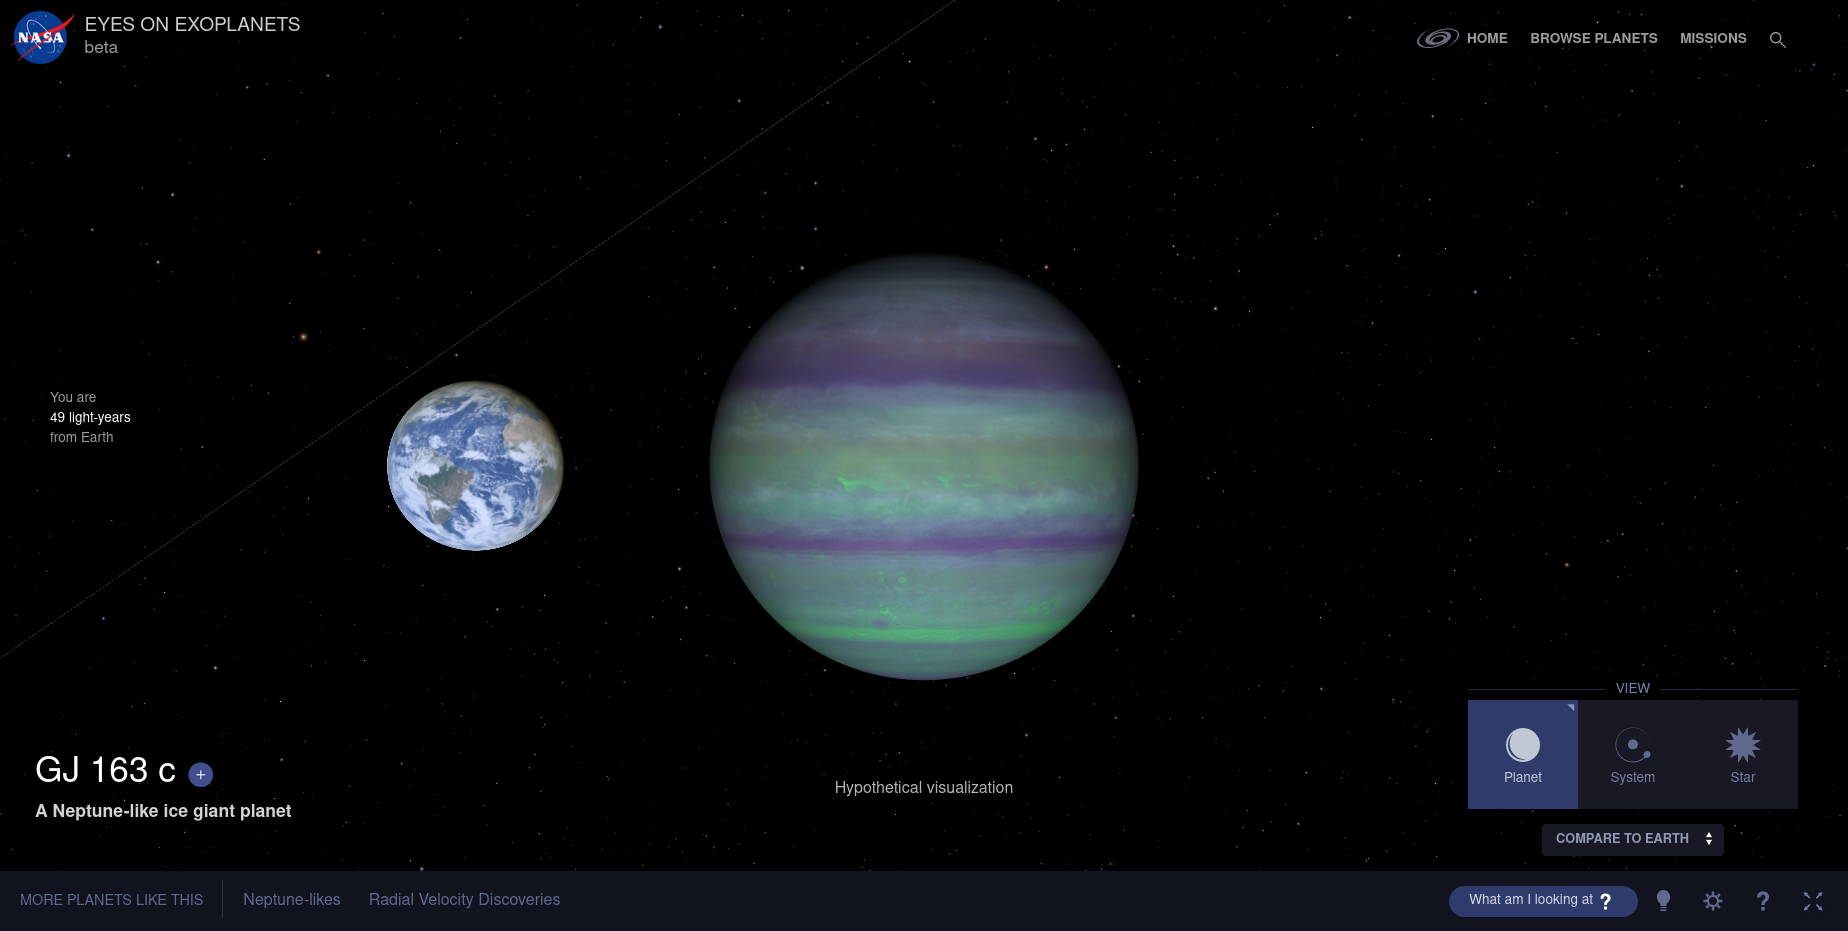 NASA
EYES ON EXOPLANETS
beta
HOME
BROWSE PLANETS
MISSIONS
You are
49 light-years
from Earth
GJ 163 c
A Neptune-like ice giant planet
Hypothetical visualization
VIEW
Planet
System
Star
COMPARE TO EARTH
MORE PLANETS LIKE THIS
Neptune-likes
Radial Velocity Discoveries
What am I looking at ?
?